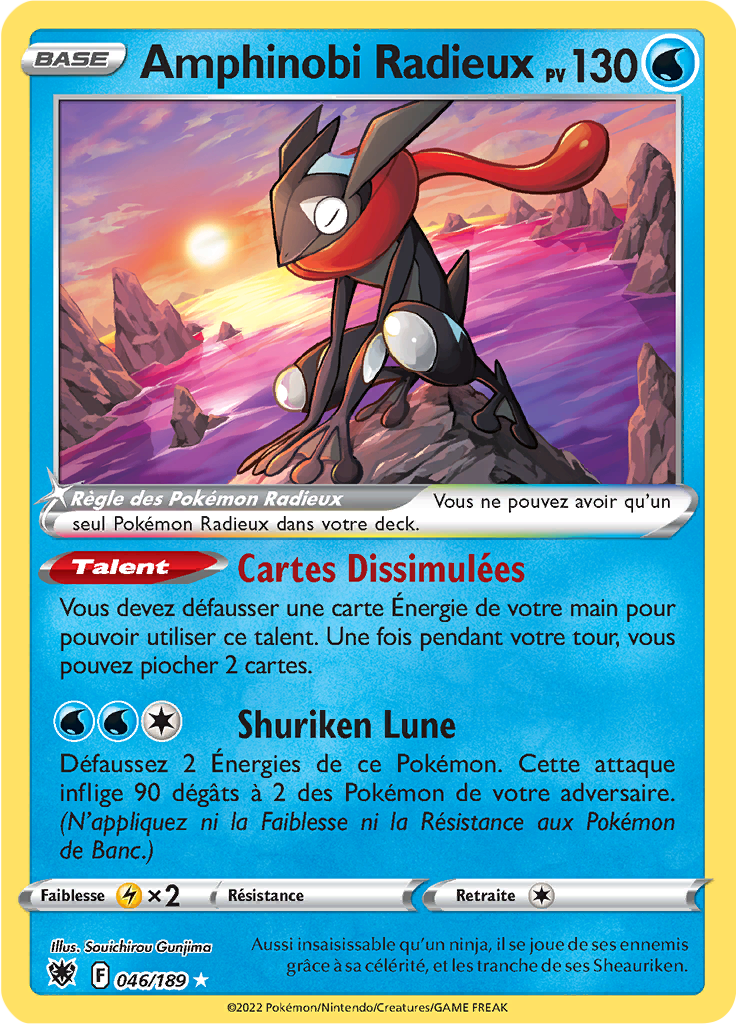 BASE Amphinobi Radieux PV 130
Règle des Pokémon Radieux Vous ne pouvez avoir qu'un
seul Pokémon Radieux dans votre deck.
Talent Cartes Dissimulées
Vous devez défausser une carte Énergie de votre main pour
pouvoir utiliser ce talent. Une fois pendant votre tour, vous
pouvez piocher 2 cartes.
Shuriken Lune
Défaussez 2 Énergies de ce Pokémon. Cette attaque
inflige 90 dégâts à 2 des Pokémon de votre adversaire.
(N'appliquez ni la Faiblesse ni la Résistance aux Pokémon
de Banc.)
Faiblesse ×2 Résistance Retraite
Illus. Souichirou Gunjima
F 046/189
Aussi insaisissable qu'un ninja, il se joue de ses ennemis
grâce à sa célérité, et les tranche de ses Sheauriken.
©2022 Pokémon/Nintendo/Creatures/GAME FREAK